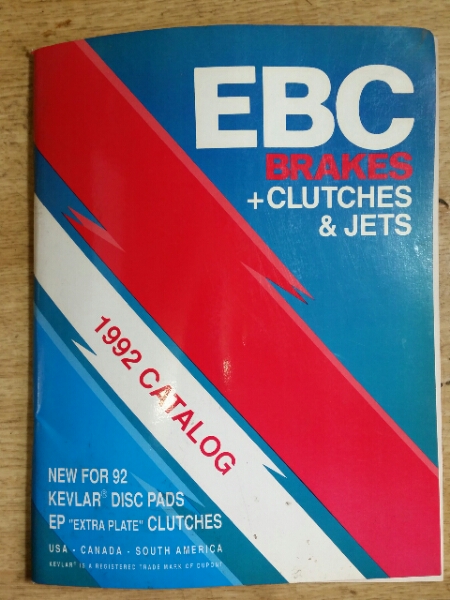 EBC
BRAKES
+CLUTCHES
& JETS
1992 CATALOG
NEW FOR 92
KEVLAR® DISC PADS
EP "EXTRA PLATE" CLUTCHES
USA - CANADA - SOUTH AMERICA
KEVLAR® IS A REGISTERED TRADE MARK OF DUPONT